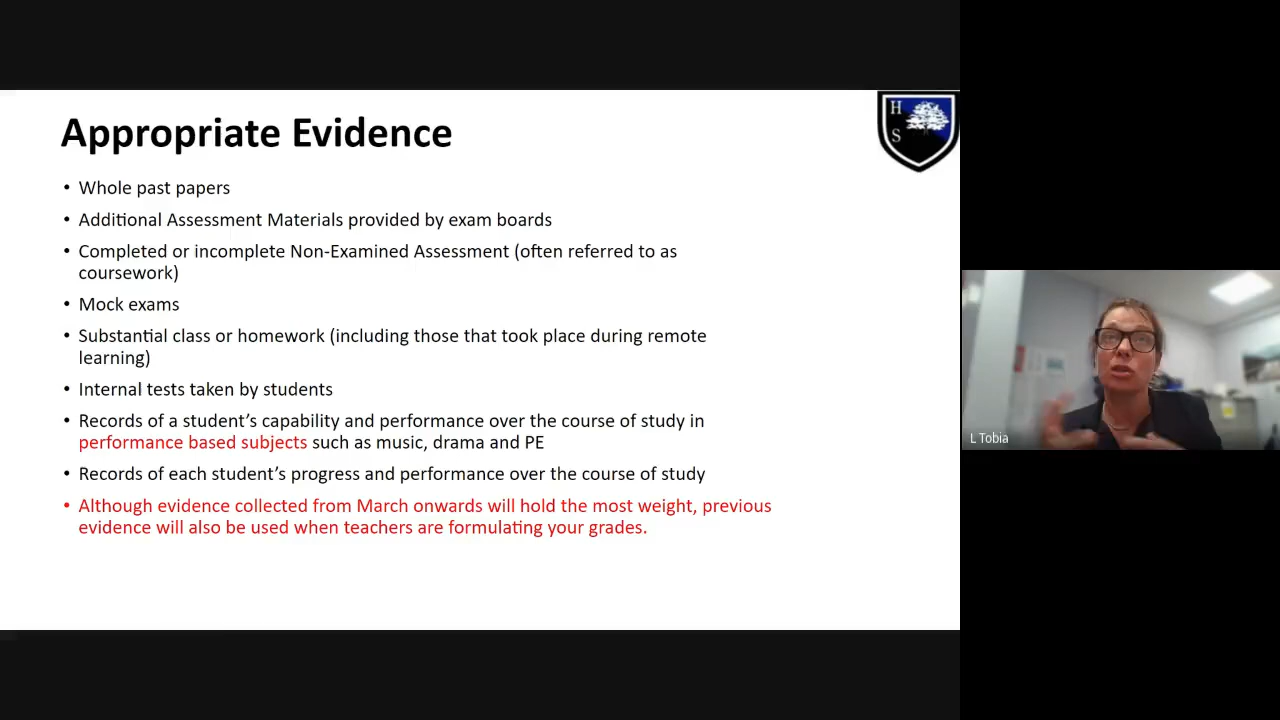 Appropriate Evidence
H
S
• Whole past papers
• Additional Assessment Materials provided by exam boards
• Completed or incomplete Non-Examined Assessment (often referred to as
coursework)
• Mock exams
• Substantial class or homework (including those that took place during remote
learning)
• Internal tests taken by students
• Records of a student’s capability and performance over the course of study in
performance based subjects such as music, drama and PE
• Records of each student’s progress and performance over the course of study
• Although evidence collected from March onwards will hold the most weight, previous
evidence will also be used when teachers are formulating your grades.
L Tobia